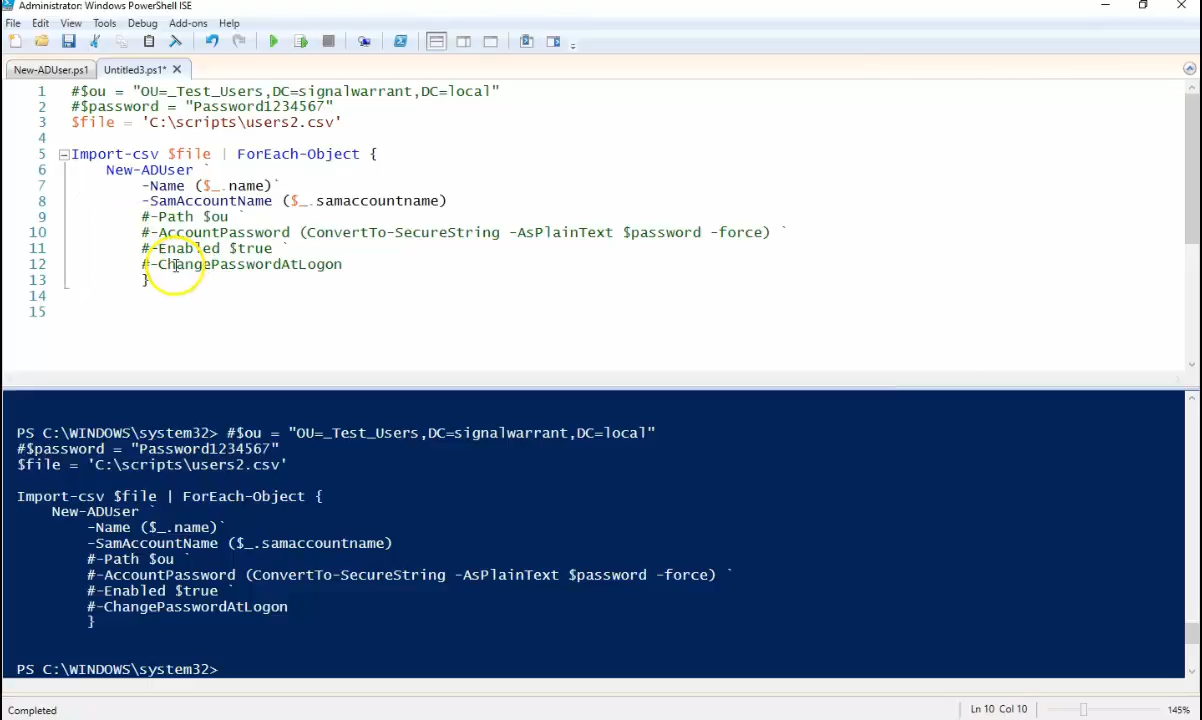 Administrator: Windows PowerShell ISE
File Edit View Tools Debug Add-ons Help
New-ADUser.ps1 Untitled3.ps1* X
1 #$ou = "OU=_Test_Users,DC=signalwarrant,DC=local"
2 #$password = "Password1234567"
3 $file = 'C:\scripts\users2.csv'
4
5 Import-csv $file | ForEach-Object {
6 New-ADUser `
7 -Name ($_.name)`
8 -SamAccountName ($_.samaccountname)
9 #-Path $ou `
10 #-AccountPassword (ConvertTo-SecureString -AsPlainText $password -force) `
11 #-Enabled $true `
12 #-ChangePasswordAtLogon
13 }
14
15
PS C:\WINDOWS\system32> #$ou = "OU=_Test_Users,DC=signalwarrant,DC=local"
#$password = "Password1234567"
$file = 'C:\scripts\users2.csv'
Import-csv $file | ForEach-Object {
New-ADUser `
-Name ($_.name)`
-SamAccountName ($_.samaccountname)
#-Path $ou `
#-AccountPassword (ConvertTo-SecureString -AsPlainText $password -force) `
#-Enabled $true `
#-ChangePasswordAtLogon
}
PS C:\WINDOWS\system32>
Completed Ln 10 Col 10 145%